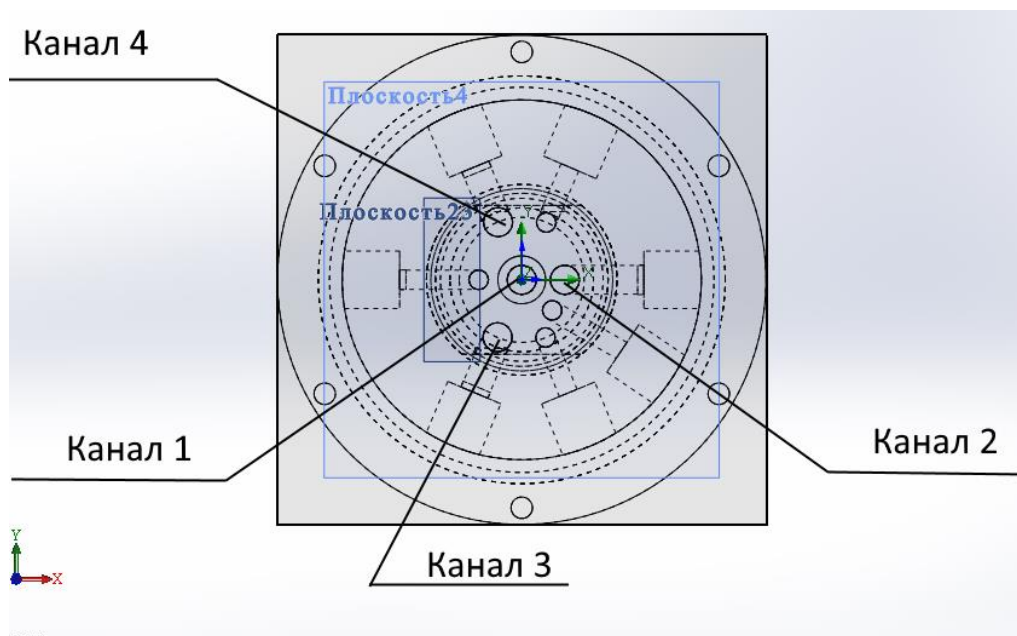 Канал 4
Плоскость4
Плоскость23
Y
X
Канал 1
Канал 2
Y
X
Канал 3